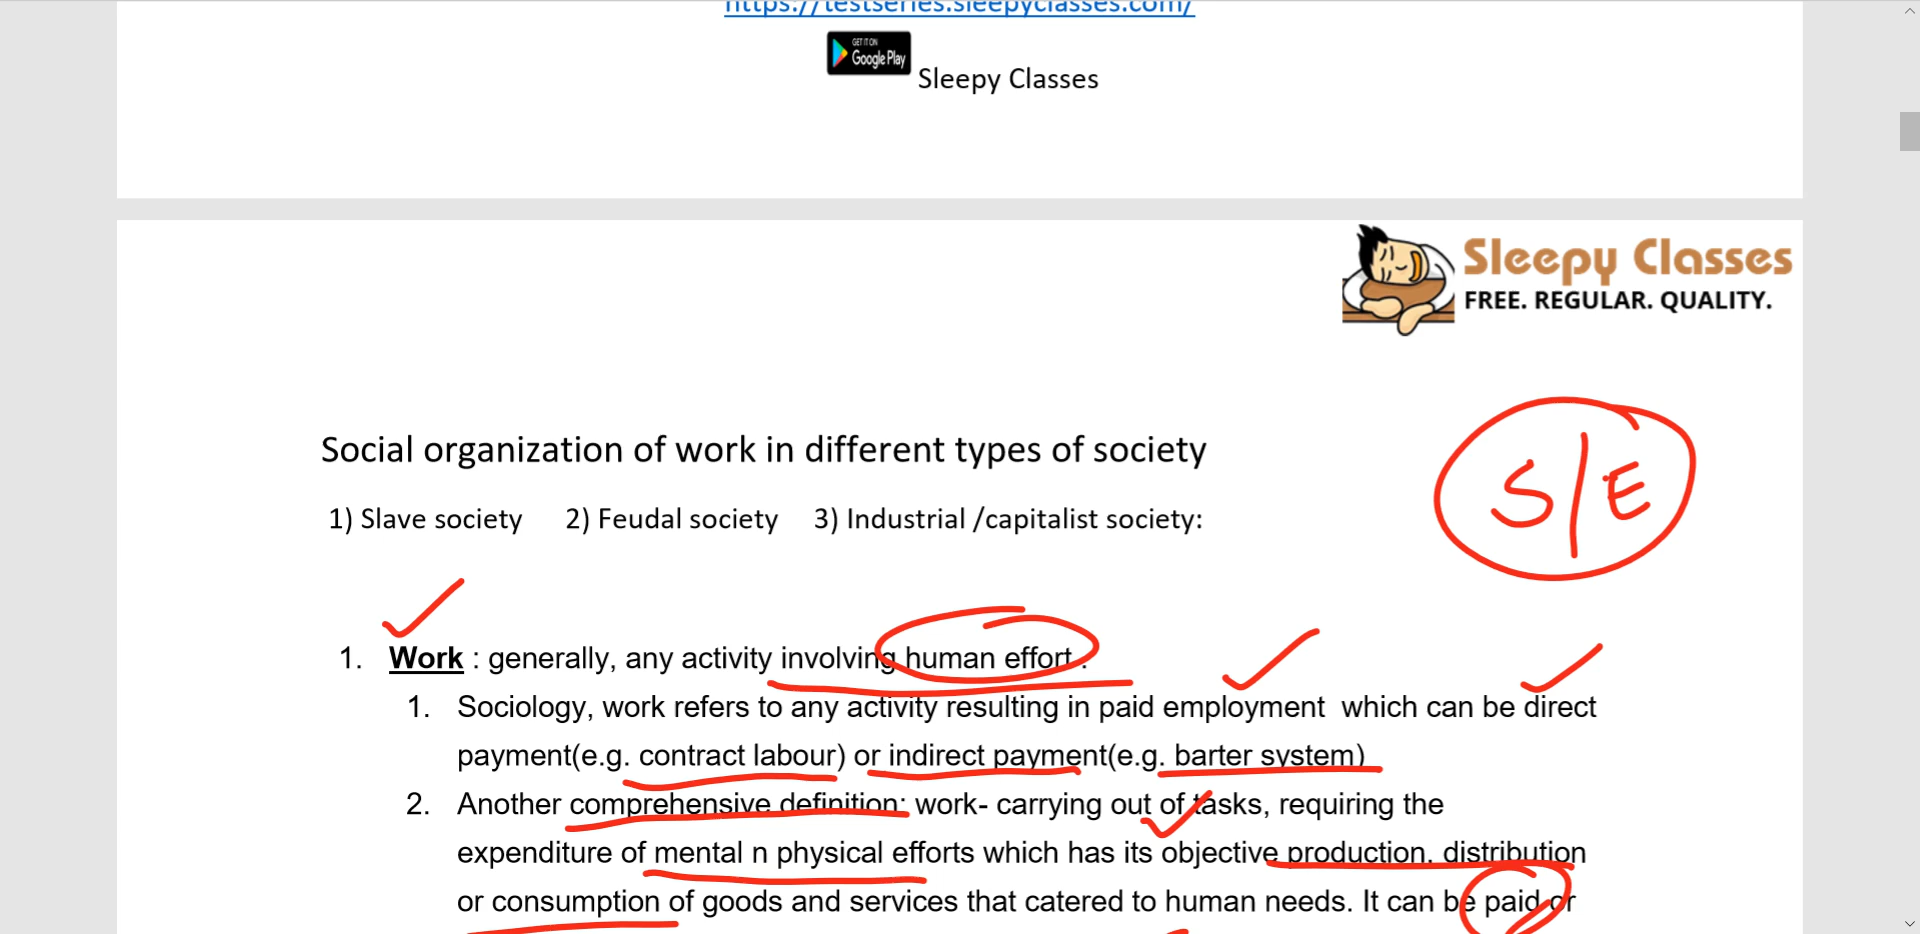 https://testseries.sleepyclasses.com/
GET IT ON
Google Play
Sleepy Classes
Sleepy Classes
FREE. REGULAR. QUALITY.
Social organization of work in different types of society
S/E
1) Slave society 2) Feudal society 3) Industrial /capitalist society:
1. Work : generally, any activity involving human effort .
1. Sociology, work refers to any activity resulting in paid employment which can be direct
payment(e.g. contract labour) or indirect payment(e.g. barter system)
2. Another comprehensive definition: work- carrying out of tasks, requiring the
expenditure of mental n physical efforts which has its objective production, distribution
or consumption of goods and services that catered to human needs. It can be paid or